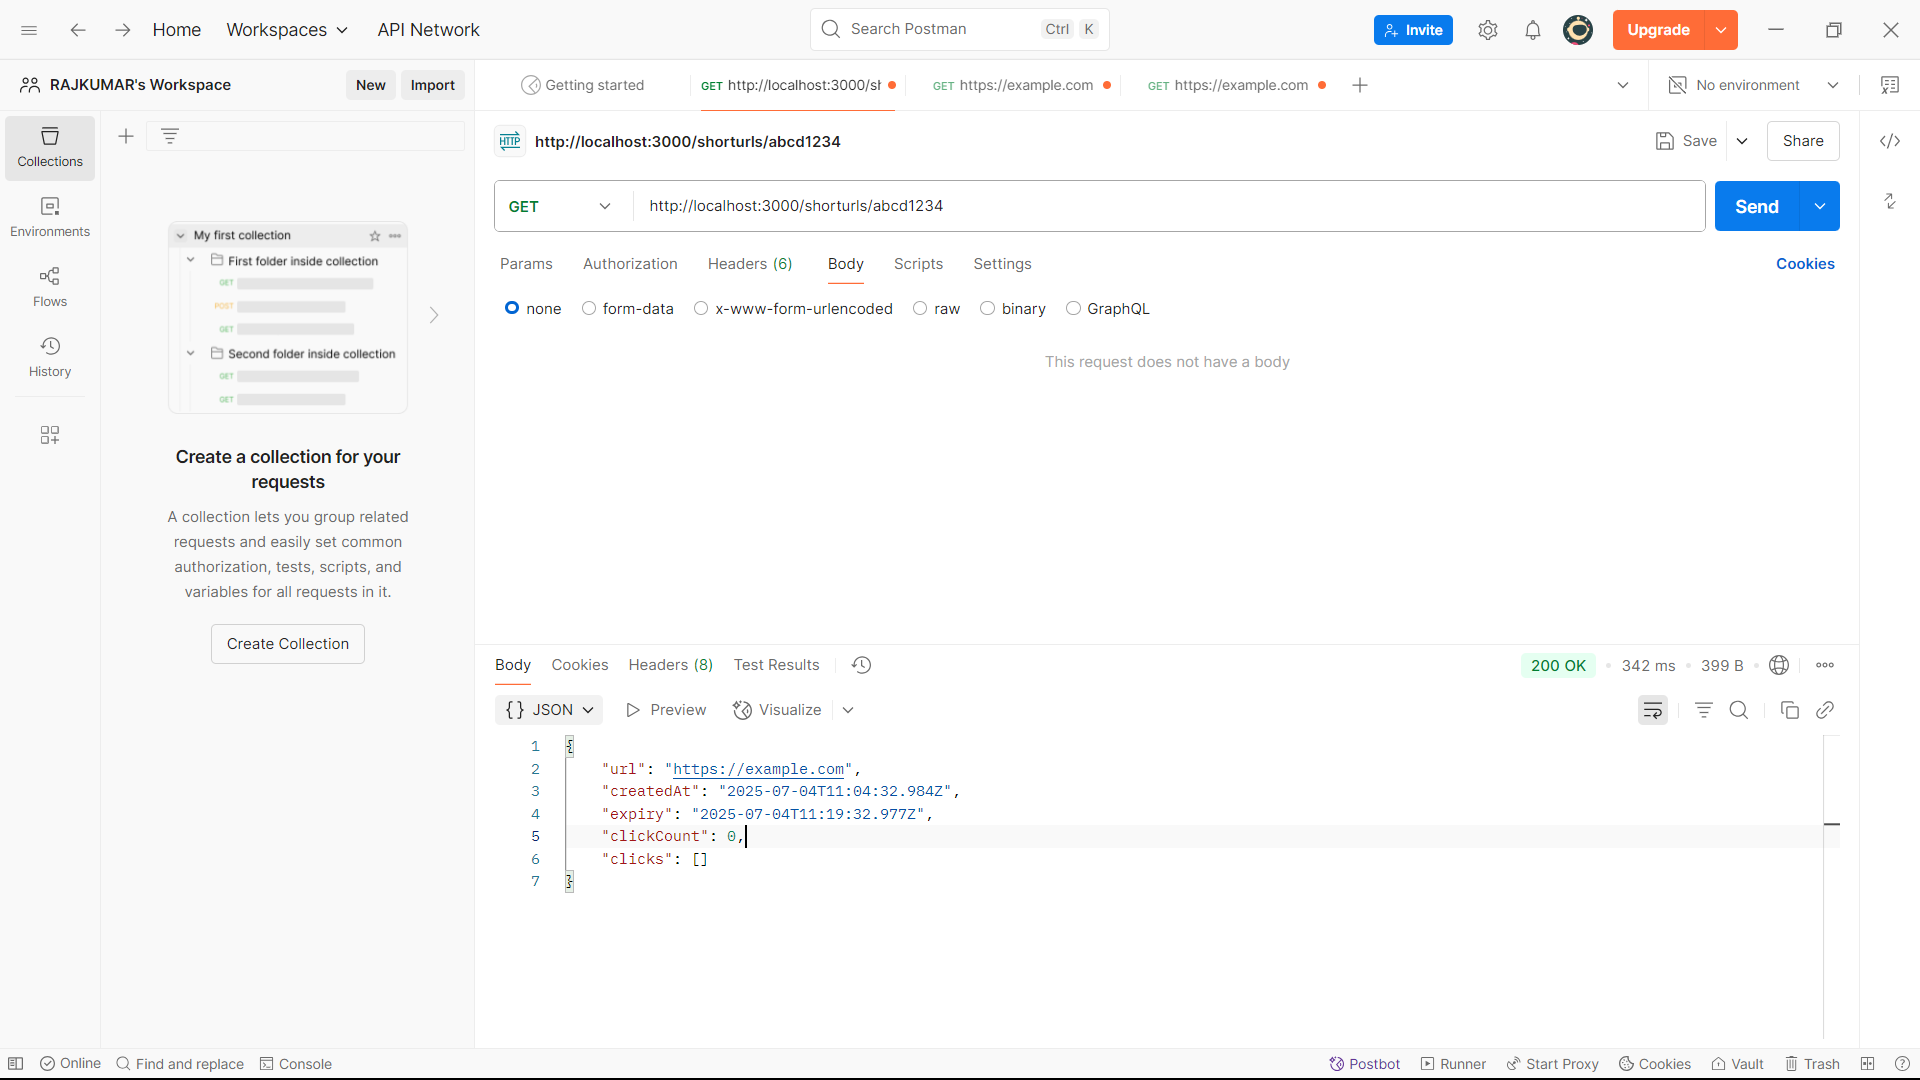 Home Workspaces API Network Search Postman Ctrl K Invite Upgrade
RAJKUMAR's Workspace New Import
Getting started GET http://localhost:3000/sh GET https://example.com GET https://example.com No environment
Collections
Environments
Flows
History
My first collection
First folder inside collection
GET
POST
GET
Second folder inside collection
GET
GET
Create a collection for your
requests
A collection lets you group related
requests and easily set common
authorization, tests, scripts, and
variables for all requests in it.
Create Collection
HTTP http://localhost:3000/shorturls/abcd1234 Save Share
GET http://localhost:3000/shorturls/abcd1234 Send
Params Authorization Headers (6) Body Scripts Settings Cookies
none form-data x-www-form-urlencoded raw binary GraphQL
This request does not have a body
Body Cookies Headers (8) Test Results 200 OK 342 ms 399 B
{} JSON Preview Visualize
1 {
2 "url": "https://example.com",
3 "createdAt": "2025-07-04T11:04:32.984Z",
4 "expiry": "2025-07-04T11:19:32.977Z",
5 "clickCount": 0,
6 "clicks": []
7 }
Online Find and replace Console Postbot Runner Start Proxy Cookies Vault Trash